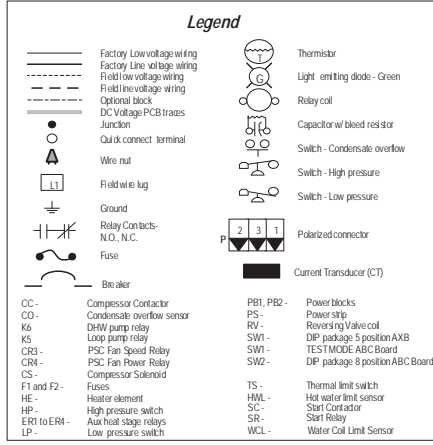 Legend
Factory Low voltage wiring
Factory Line voltage wiring
Field low voltage wiring
Field line voltage wiring
Optional block
DC Voltage PCB traces
Junction
Quick connect terminal
Wire nut
L1 Field wire lug
Ground
Relay Contacts-
N.O., N.C.
Fuse
Breaker
T Thermistor
G Light emitting diode - Green
Relay coil
Capacitor w/ bleed resistor
Switch - Condensate overflow
Switch - High pressure
Switch - Low pressure
P 2 3 1 Polarized connector
Current Transducer (CT)
CC - Compressor Contactor
CO - Condensate overflow sensor
K6 DHW pump relay
K5 Loop pump relay
CR3 - PSC Fan Speed Relay
CR4 - PSC Fan Power Relay
CS - Compressor Solenoid
F1 and F2 - Fuses
HE - Heater element
HP - High pressure switch
ER1 to ER4 - Aux heat stage relays
LP - Low pressure switch
PB1, PB2 - Power blocks
PS - Power strip
RV - Reversing Valve coil
SW1 - DIP package 5 position AXB
SW1 - TEST MODE ABC Board
SW2 - DIP package 8 position ABC Board
TS - Thermal limit switch
HWL - Hot water limit sensor
SC - Start Contactor
SR - Start Relay
WCL - Water Coil Limit Sensor